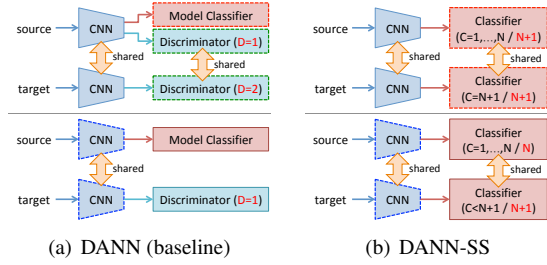 source CNN Model Classifier
Discriminator (D=1)
shared shared
target CNN Discriminator (D=2)
source CNN Model Classifier
shared
target CNN Discriminator (D=1)
(a) DANN (baseline)
source CNN Classifier
(C=1,...,N / N+1)
shared shared
target CNN Classifier
(C=N+1 / N+1)
source CNN Classifier
(C=1,...,N / N)
shared shared
target CNN Classifier
(C<N+1 / N+1)
(b) DANN-SS